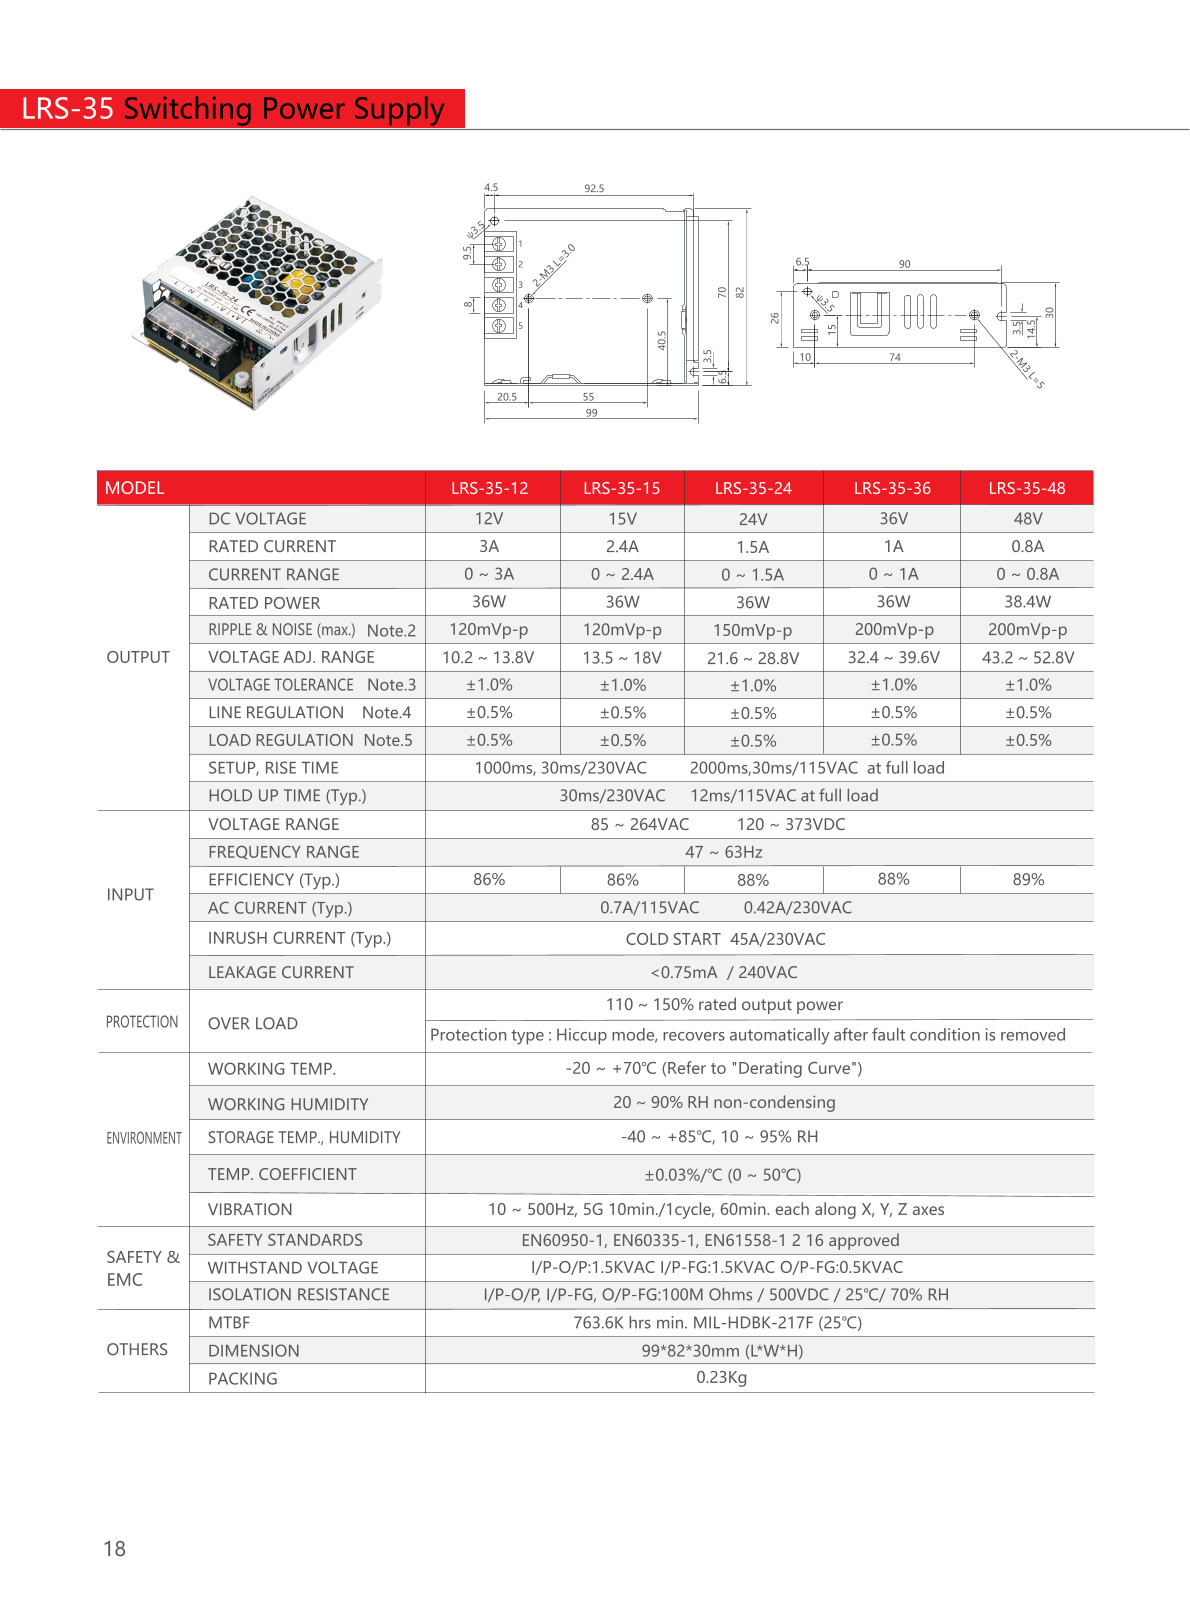 LRS-35 Switching Power Supply
LRS-35-24
4.5 92.5
ψ3.5
9.5
8
1
2
3
4
5
2-M3 L=3.0
40.5
70
82
3.5
6.5
20.5 55
99
6.5 90
26
ψ3.5
15
10 74
3.5
14.5
30
2-M3 L=5
MODEL LRS-35-12 LRS-35-15 LRS-35-24 LRS-35-36 LRS-35-48
OUTPUT
DC VOLTAGE 12V 15V 24V 36V 48V
RATED CURRENT 3A 2.4A 1.5A 1A 0.8A
CURRENT RANGE 0 ~ 3A 0 ~ 2.4A 0 ~ 1.5A 0 ~ 1A 0 ~ 0.8A
RATED POWER 36W 36W 36W 36W 38.4W
RIPPLE & NOISE (max.) Note.2 120mVp-p 120mVp-p 150mVp-p 200mVp-p 200mVp-p
VOLTAGE ADJ. RANGE 10.2 ~ 13.8V 13.5 ~ 18V 21.6 ~ 28.8V 32.4 ~ 39.6V 43.2 ~ 52.8V
VOLTAGE TOLERANCE Note.3 ±1.0% ±1.0% ±1.0% ±1.0% ±1.0%
LINE REGULATION Note.4 ±0.5% ±0.5% ±0.5% ±0.5% ±0.5%
LOAD REGULATION Note.5 ±0.5% ±0.5% ±0.5% ±0.5% ±0.5%
SETUP, RISE TIME 1000ms, 30ms/230VAC 2000ms,30ms/115VAC at full load
HOLD UP TIME (Typ.) 30ms/230VAC 12ms/115VAC at full load
INPUT
VOLTAGE RANGE 85 ~ 264VAC 120 ~ 373VDC
FREQUENCY RANGE 47 ~ 63Hz
EFFICIENCY (Typ.) 86% 86% 88% 88% 89%
AC CURRENT (Typ.) 0.7A/115VAC 0.42A/230VAC
INRUSH CURRENT (Typ.) COLD START 45A/230VAC
LEAKAGE CURRENT <0.75mA / 240VAC
PROTECTION
OVER LOAD 110 ~ 150% rated output power
Protection type : Hiccup mode, recovers automatically after fault condition is removed
ENVIRONMENT
WORKING TEMP. -20 ~ +70℃ (Refer to "Derating Curve")
WORKING HUMIDITY 20 ~ 90% RH non-condensing
STORAGE TEMP., HUMIDITY -40 ~ +85℃, 10 ~ 95% RH
TEMP. COEFFICIENT ±0.03%/℃ (0 ~ 50℃)
VIBRATION 10 ~ 500Hz, 5G 10min./1cycle, 60min. each along X, Y, Z axes
SAFETY &
EMC
SAFETY STANDARDS EN60950-1, EN60335-1, EN61558-1 2 16 approved
WITHSTAND VOLTAGE I/P-O/P:1.5KVAC I/P-FG:1.5KVAC O/P-FG:0.5KVAC
ISOLATION RESISTANCE I/P-O/P, I/P-FG, O/P-FG:100M Ohms / 500VDC / 25℃/ 70% RH
OTHERS
MTBF 763.6K hrs min. MIL-HDBK-217F (25℃)
DIMENSION 99*82*30mm (L*W*H)
PACKING 0.23Kg
18